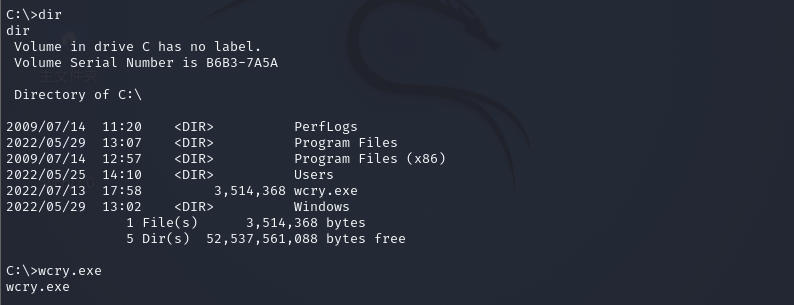 C:\>dir
dir
 Volume in drive C has no label.
 Volume Serial Number is B6B3-7A5A

 Directory of C:\

2009/07/14  11:20    <DIR>          PerfLogs
2022/05/29  13:07    <DIR>          Program Files
2009/07/14  12:57    <DIR>          Program Files (x86)
2022/05/25  14:10    <DIR>          Users
2022/07/13  17:58         3,514,368 wcry.exe
2022/05/29  13:02    <DIR>          Windows
               1 File(s)      3,514,368 bytes
               5 Dir(s)  52,537,561,088 bytes free

C:\>wcry.exe
wcry.exe